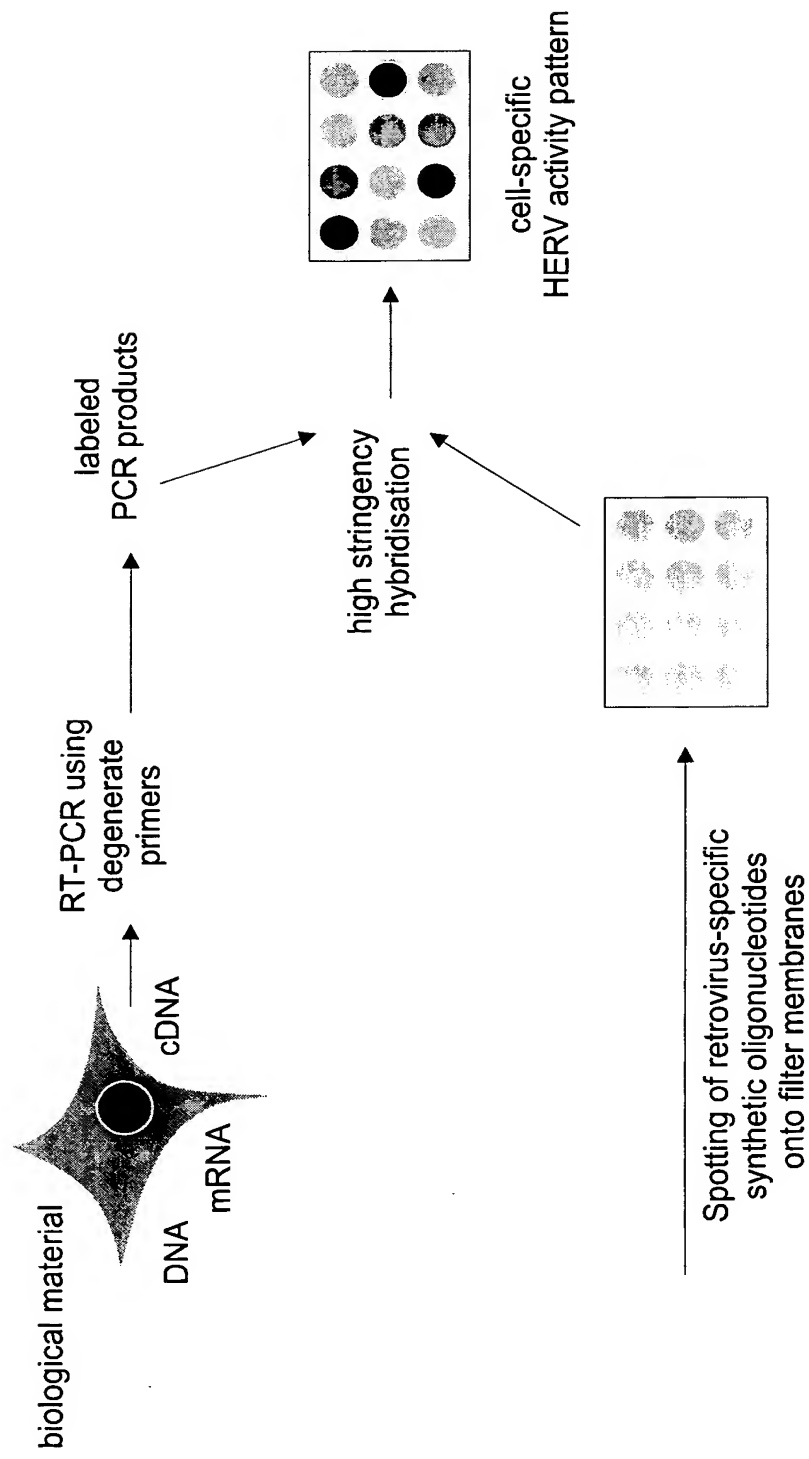 biological material
DNA
mRNA
cDNA
RT-PCR using
degenerate
primers
labeled
PCR products
high stringency
hybridisation
cell-specific
HERV activity pattern
Spotting of retrovirus-specific
synthetic oligonucleotides
onto filter membranes